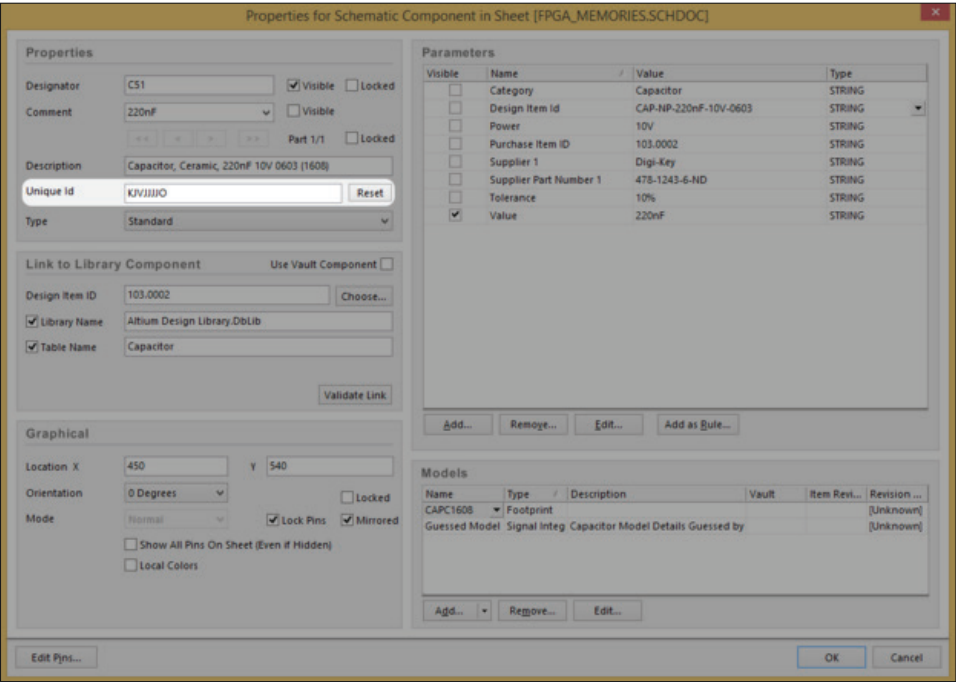 Properties for Schematic Component in Sheet [FPGA_MEMORIES.SCHDOC]
Properties
Designator C51 Visible Locked
Comment 220nF Visible
<< < > >> Part 1/1 Locked
Description Capacitor, Ceramic, 220nF 10V 0603 (1608)
Unique Id Reset
Type Standard
Link to Library Component Use Vault Component
Design Item ID 103.0002 Choose...
Library Name Altium Design Library.DbLib
Table Name Capacitor
Validate Link
Graphical
Location X 450 Y 540
Orientation 0 Degrees Locked
Mode Normal Lock Pins Mirrored
Show All Pins On Sheet (Even if Hidden)
Local Colors
Parameters
Visible Name / Value Type
Category Capacitor STRING
Design Item Id CAP-NP-220nF-10V-0603 STRING
Power 10V STRING
Purchase Item ID 103.0002 STRING
Supplier 1 Digi-Key STRING
Supplier Part Number 1 478-1243-6-ND STRING
Tolerance 10% STRING
Value 220nF STRING
Add... Remove... Edit... Add as Rule...
Models
Name Type / Description Vault Item Revi... Revision ...
CAPC1608 Footprint [Unknown]
Guessed Model Signal Integ Capacitor Model Details Guessed by [Unknown]
Add... Remove... Edit...
Edit Pins... OK Cancel